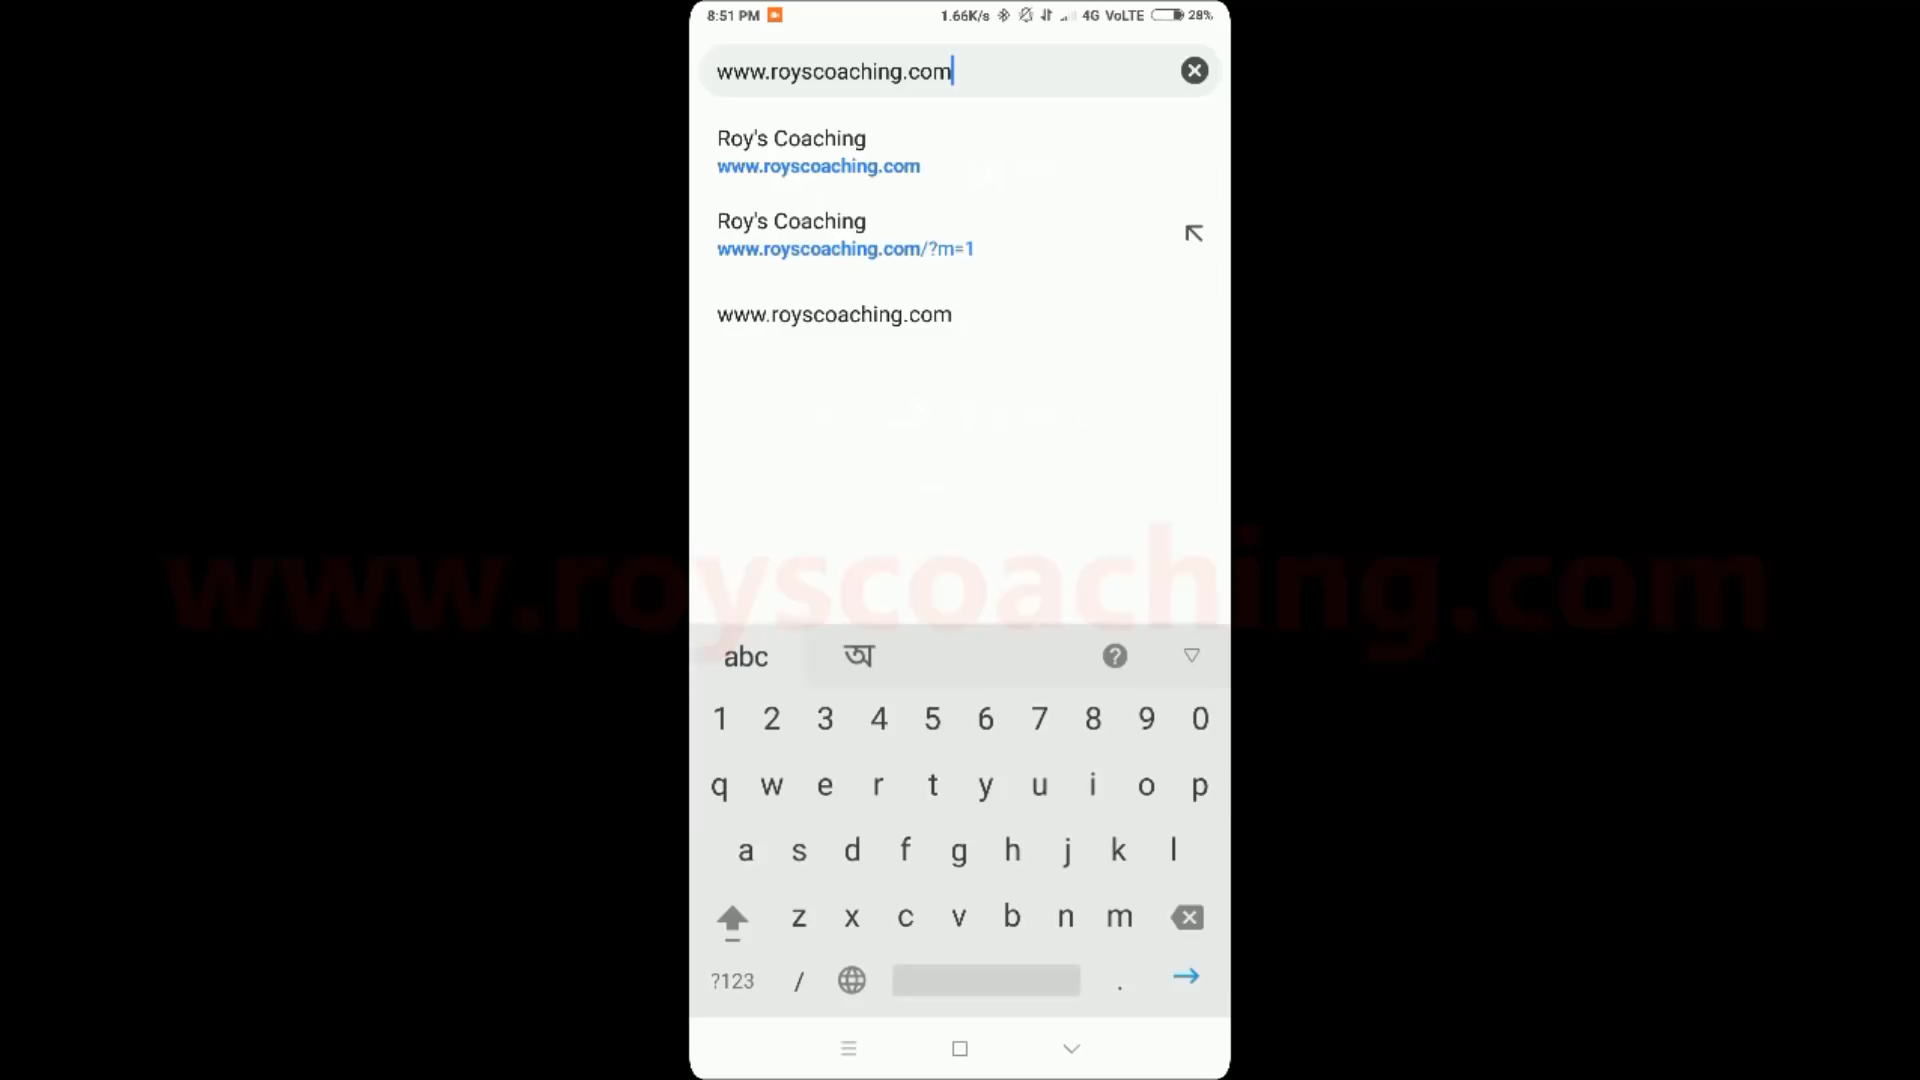 8:51 PM 1.66K/s 4G VoLTE 28%
www.royscoaching.com
Roy's Coaching
www.royscoaching.com
Roy's Coaching
www.royscoaching.com/?m=1
www.royscoaching.com
www.royscoaching.com
abc অ ?
1 2 3 4 5 6 7 8 9 0
q w e r t y u i o p
a s d f g h j k l
z x c v b n m
?123 / .